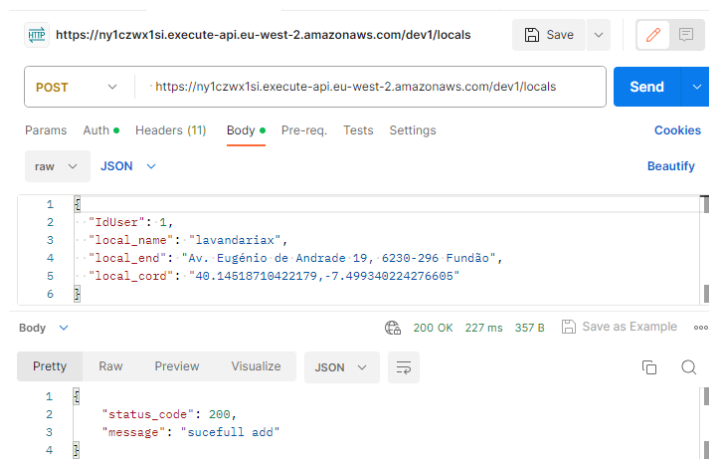 HTTP https://ny1czwx1si.execute-api.eu-west-2.amazonaws.com/dev1/locals Save
POST https://ny1czwx1si.execute-api.eu-west-2.amazonaws.com/dev1/locals Send
Params Auth Headers (11) Body Pre-req. Tests Settings Cookies
raw JSON Beautify
1 {
2 "IdUser": 1,
3 "local_name": "lavandariax",
4 "local_end": "Av. Eugénio de Andrade 19, 6230-296 Fundão",
5 "local_cord": "40.14518710422179,-7.499340224276605"
6 }
Body 200 OK 227 ms 357 B Save as Example
Pretty Raw Preview Visualize JSON
1 {
2 "status_code": 200,
3 "message": "sucefull add"
4 }